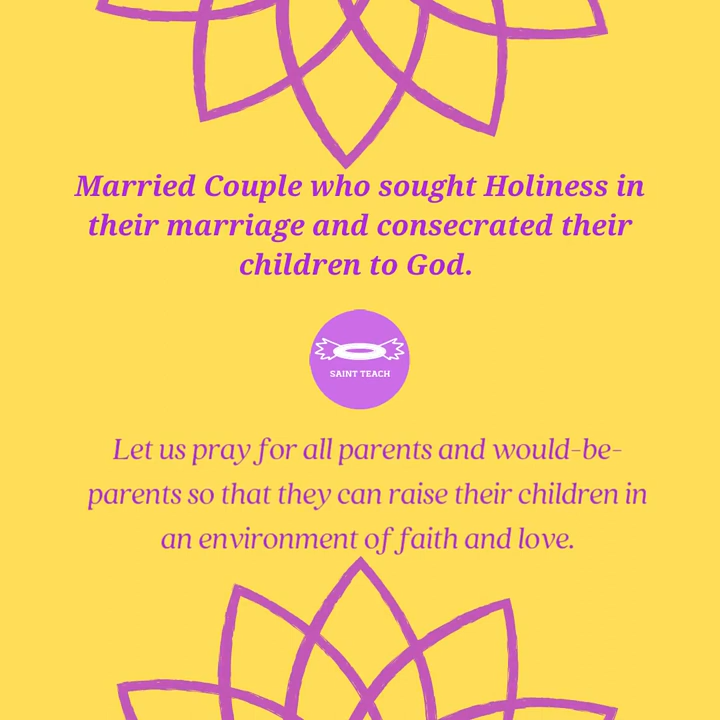 Married Couple who sought Holiness in
their marriage and consecrated their
children to God.
SAINT TEACH
Let us pray for all parents and would-be-
parents so that they can raise their children in
an environment of faith and love.